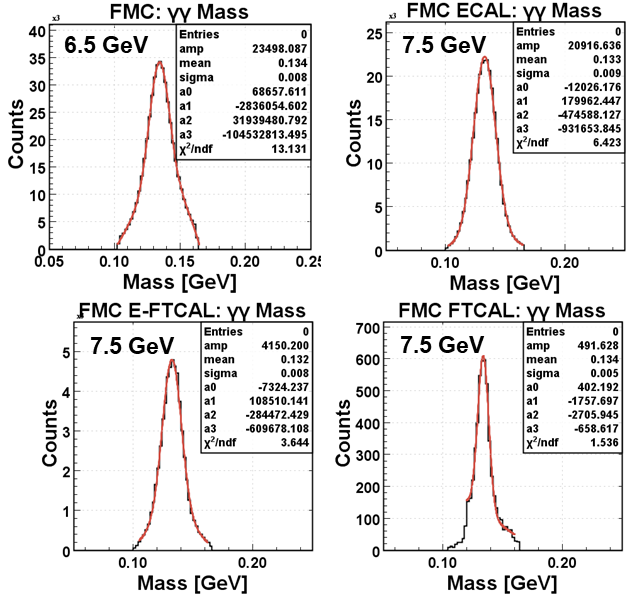 FMC: γγ Mass
x3
6.5 GeV
Entries 0
amp 23498.087
mean 0.134
sigma 0.008
a0 68657.611
a1 -2836054.602
a2 31939480.792
a3 -104532813.495
χ²/ndf 13.131
Counts
40
35
30
25
20
15
10
5
0
0.05 0.10 0.15 0.20 0.25
Mass [GeV]
FMC ECAL: γγ Mass
x3
7.5 GeV
Entries 0
amp 20916.636
mean 0.133
sigma 0.009
a0 -12026.176
a1 179962.447
a2 -474588.127
a3 -931653.845
χ²/ndf 6.423
Counts
25
20
15
10
5
0
0.10 0.20
Mass [GeV]
FMC E-FTCAL: γγ Mass
7.5 GeV
Entries 0
amp 4150.200
mean 0.132
sigma 0.008
a0 -7324.237
a1 108510.141
a2 -284472.429
a3 -609678.108
χ²/ndf 3.644
Counts
5
4
3
2
1
0
0.10 0.20
Mass [GeV]
FMC FTCAL: γγ Mass
7.5 GeV
Entries 0
amp 491.628
mean 0.134
sigma 0.005
a0 402.192
a1 -1757.697
a2 -2705.945
a3 -658.617
χ²/ndf 1.536
Counts
700
600
500
400
300
200
100
0
0.10 0.20
Mass [GeV]